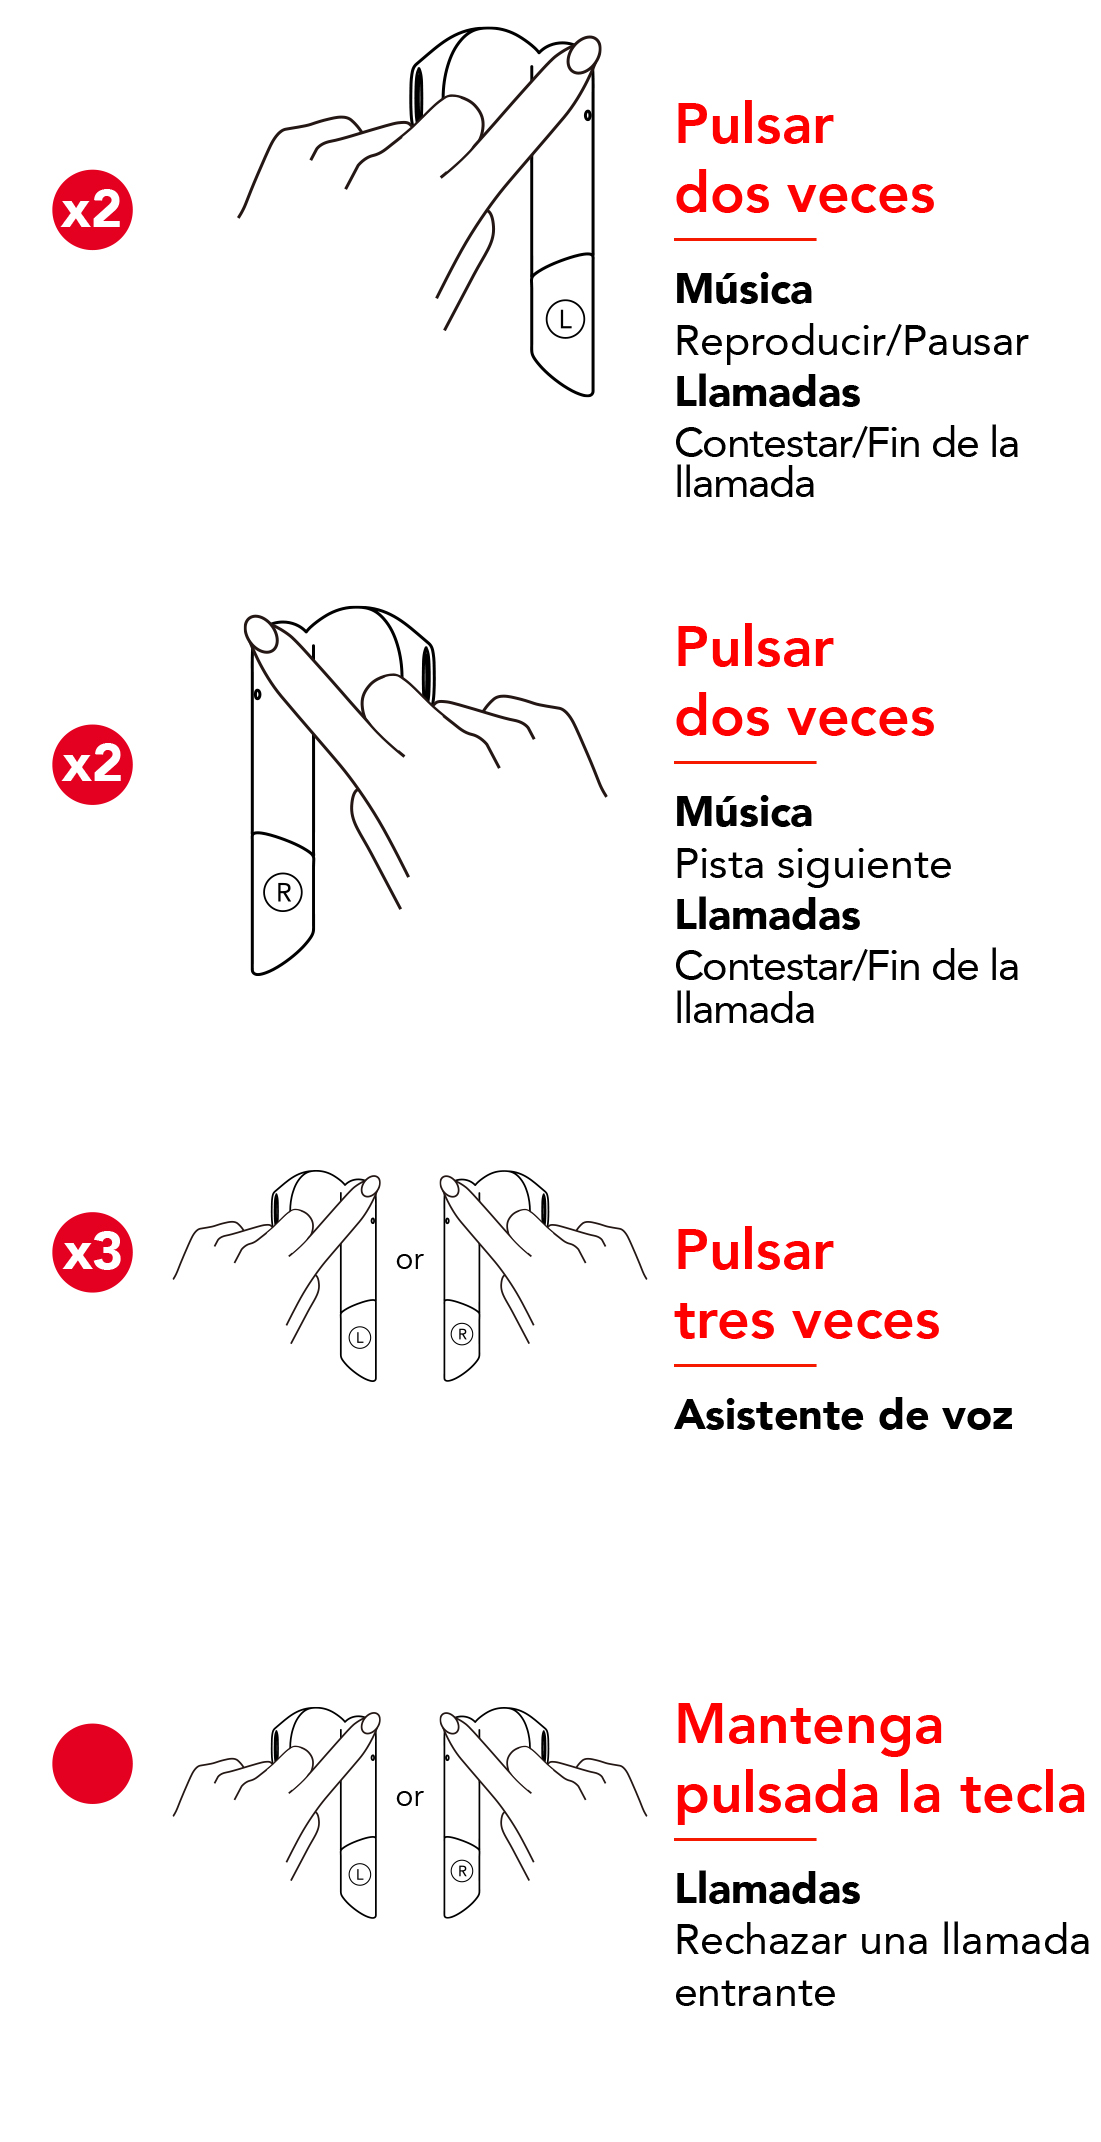 x2
L
Pulsar
dos veces
Música
Reproducir/Pausar
Llamadas
Contestar/Fin de la
llamada
x2
R
Pulsar
dos veces
Música
Pista siguiente
Llamadas
Contestar/Fin de la
llamada
x3
L
or
R
Pulsar
tres veces
Asistente de voz
L
or
R
Mantenga
pulsada la tecla
Llamadas
Rechazar una llamada
entrante